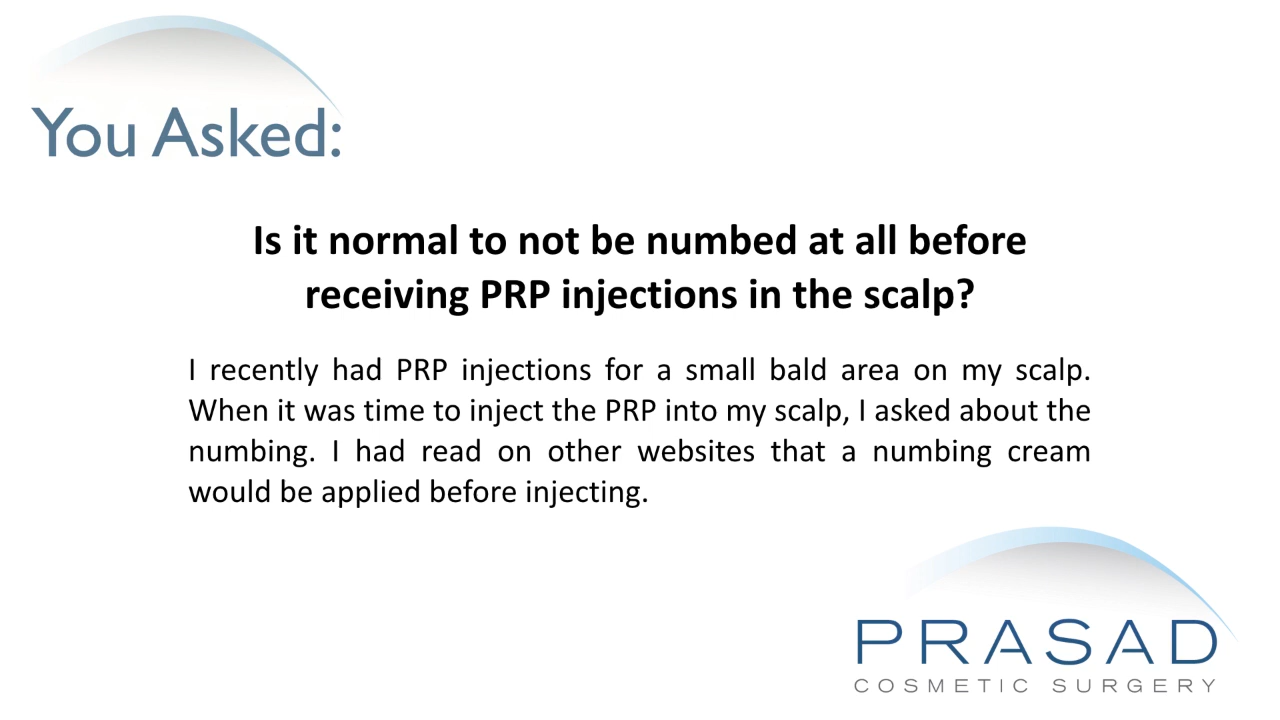 You Asked:
Is it normal to not be numbed at all before
receiving PRP injections in the scalp?
I recently had PRP injections for a small bald area on my scalp.
When it was time to inject the PRP into my scalp, I asked about the
numbing. I had read on other websites that a numbing cream
would be applied before injecting.
PRASAD
COSMETIC SURGERY